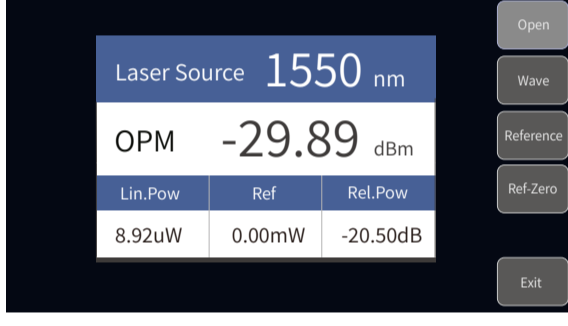 Open
Laser Source 1550 nm
Wave
OPM -29.89 dBm
Reference
Lin.Pow Ref Rel.Pow
Ref-Zero
8.92uW 0.00mW -20.50dB
Exit